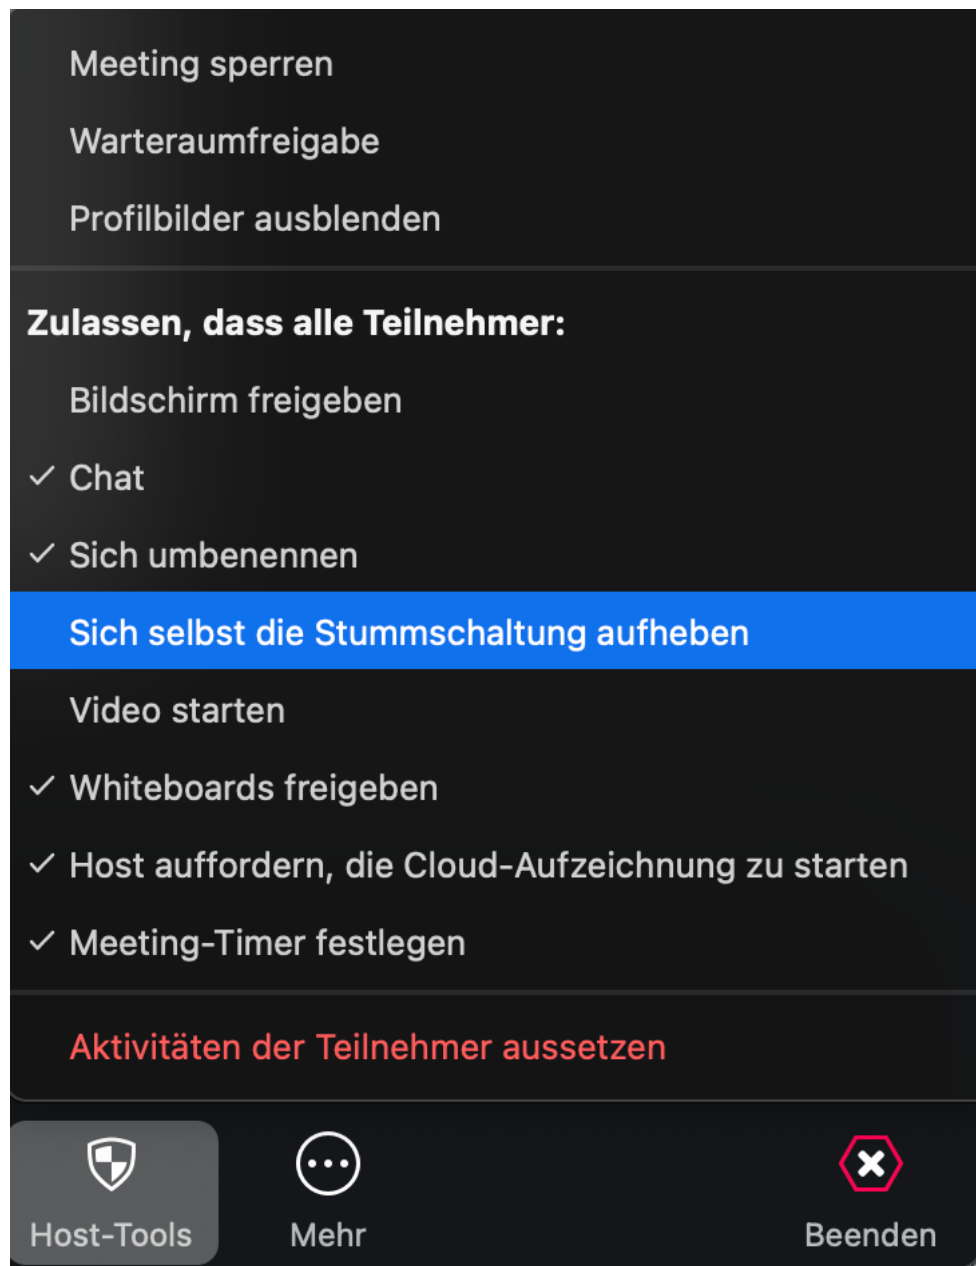 Meeting sperren
Warteraumfreigabe
Profilbilder ausblenden
Zulassen, dass alle Teilnehmer:
Bildschirm freigeben
Chat
Sich umbenennen
Sich selbst die Stummschaltung aufheben
Video starten
Whiteboards freigeben
Host auffordern, die Cloud-Aufzeichnung zu starten
Meeting-Timer festlegen
Aktivitäten der Teilnehmer aussetzen
Host-Tools Mehr Beenden